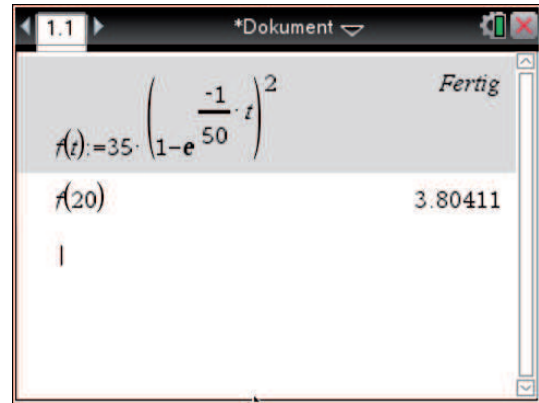 1.1 *Dokument
f(t):=35·(1-e^(-1/50·t))^2 Fertig
f(20) 3.80411